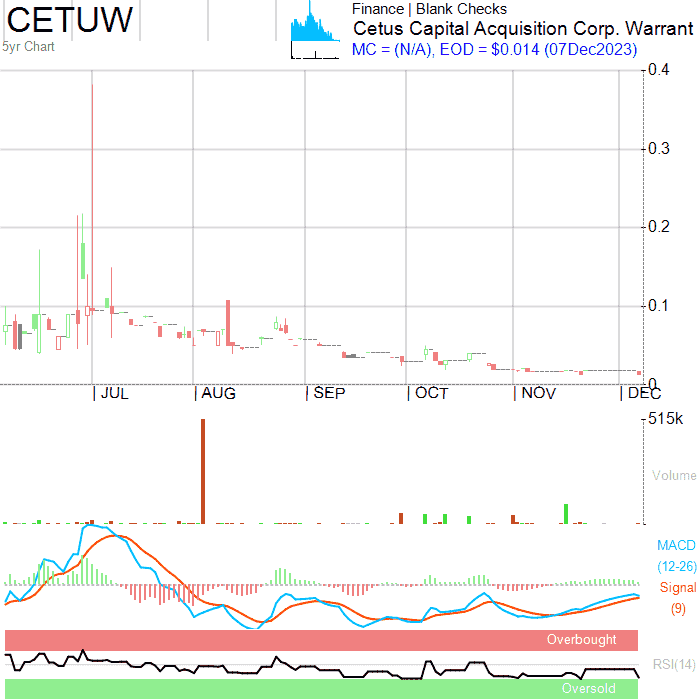 CETUW
5yr Chart
Finance | Blank Checks
Cetus Capital Acquisition Corp. Warrant
MC = (N/A), EOD = $0.014 (07Dec2023)
0.4
0.3
0.2
0.1
0
JUL AUG SEP OCT NOV DEC
515k
Volume
MACD
(12-26)
Signal
(9)
Overbought
RSI(14)
Oversold